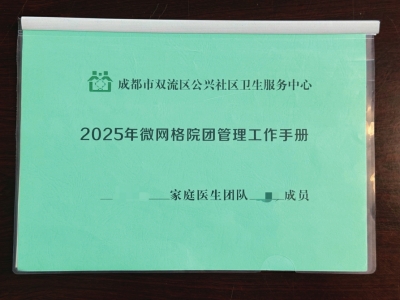 成都市双流区公兴社区卫生服务中心
2025年微网格院团管理工作手册
家庭医生团队 成员